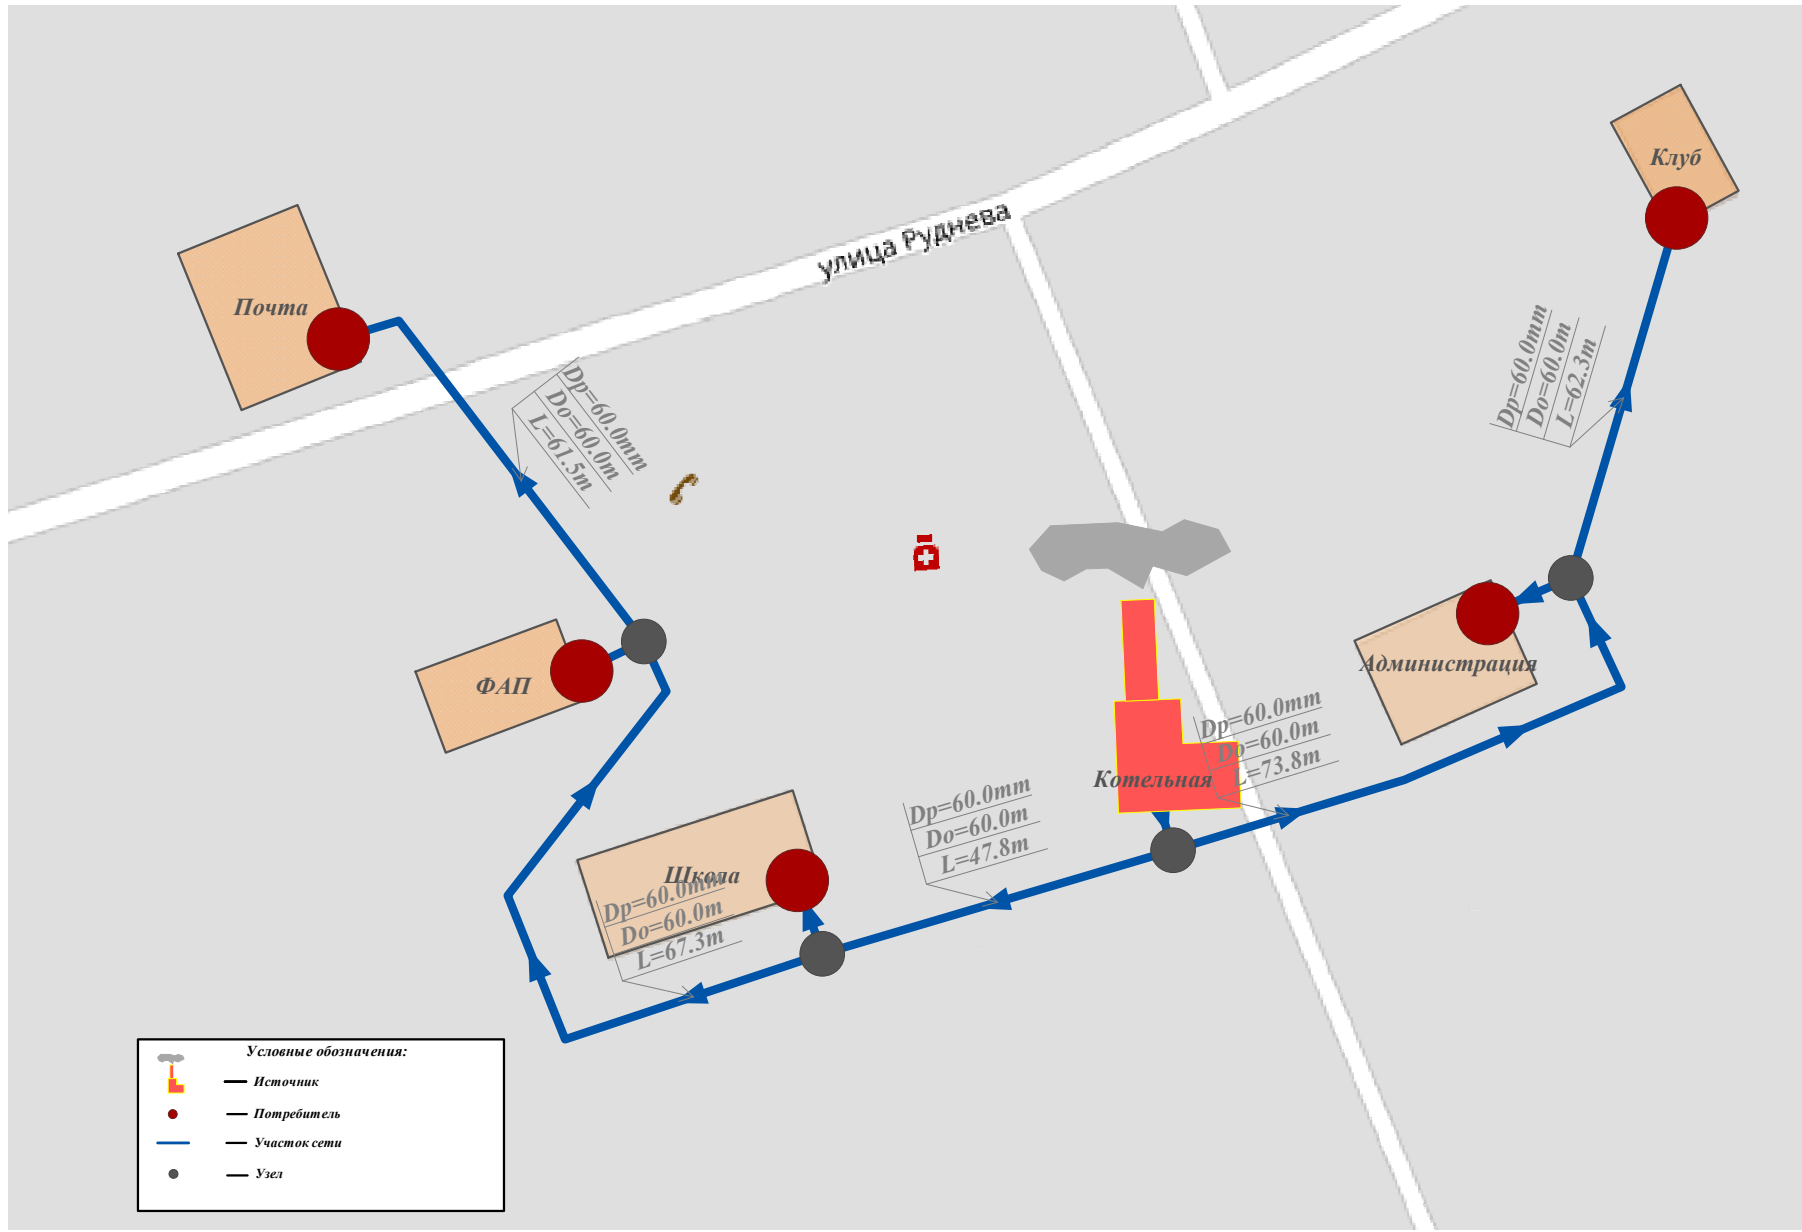 Клуб
улица Руднева
Почта
Dp=60.0mm
Do=60.0m
L=61.5m
Dp=60.0mm
Do=60.0m
L=62.3m
ФАП
Администрация
Dp=60.0mm
Do=60.0m
L=73.8m
Котельная
Dp=60.0mm
Do=60.0m
L=47.8m
Школа
Dp=60.0mm
Do=60.0m
L=67.3m
Условные обозначения:
Источник
Потребитель
Участок сети
Узел